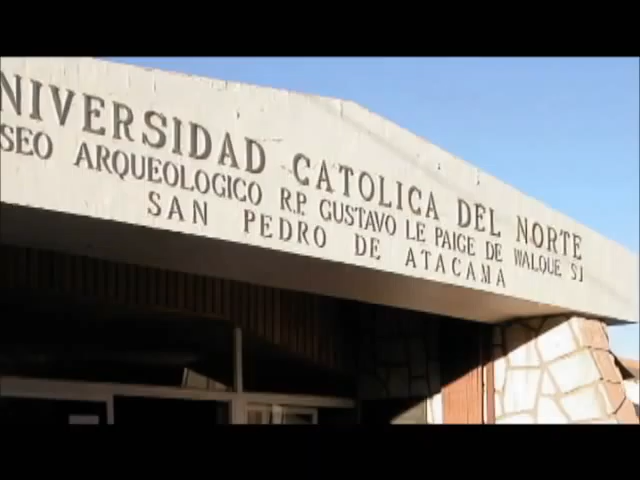 NIVERSIDAD CATOLICA DEL NORTE
SEO ARQUEOLOGICO R.P. GUSTAVO LE PAIGE DE WALQUE SJ
SAN PEDRO DE ATACAMA